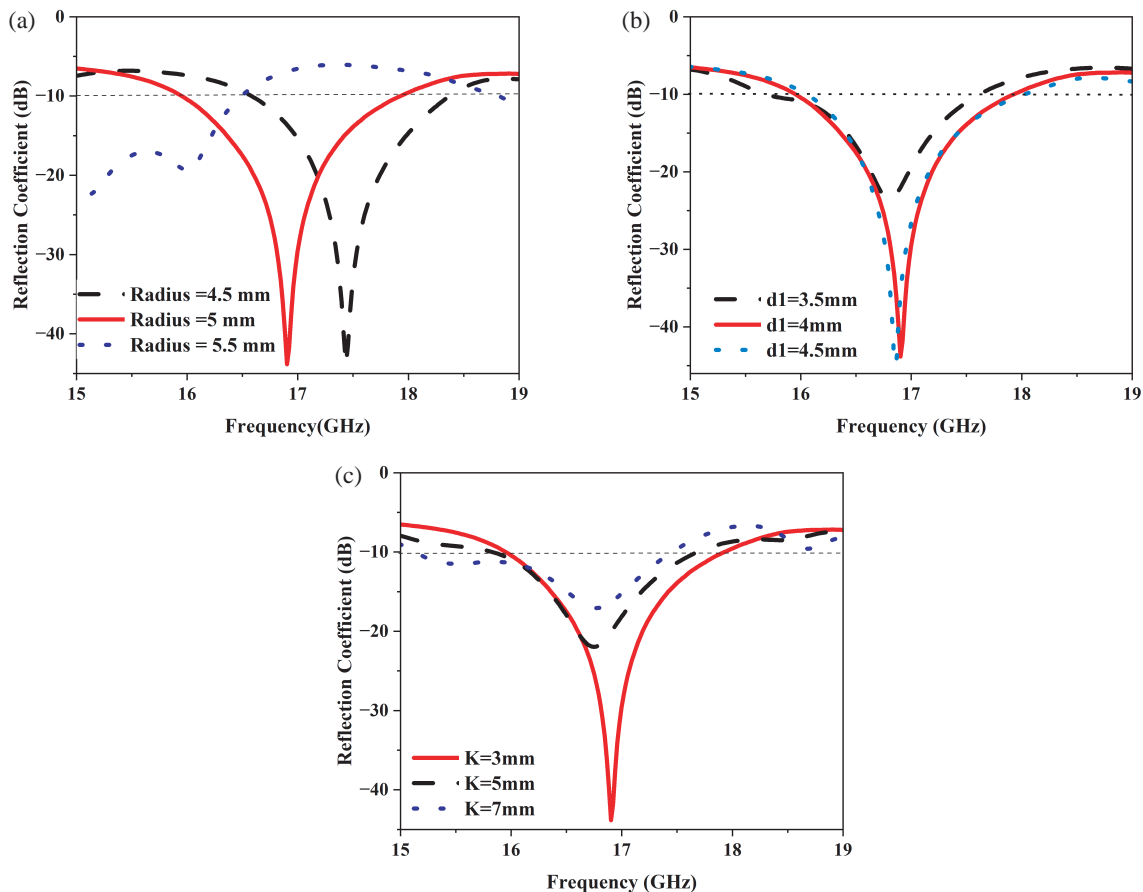 (a)
0
−10
−20
−30
−40
Reflection Coefficient (dB)
Radius =4.5 mm
Radius =5 mm
Radius = 5.5 mm
15 16 17 18 19
Frequency(GHz)
(b)
0
−10
−20
−30
−40
Reflection Coefficient (dB)
d1=3.5mm
d1=4mm
d1=4.5mm
15 16 17 18 19
Frequency (GHz)
(c)
0
−10
−20
−30
−40
Reflection Coefficient (dB)
K=3mm
K=5mm
K=7mm
15 16 17 18 19
Frequency (GHz)